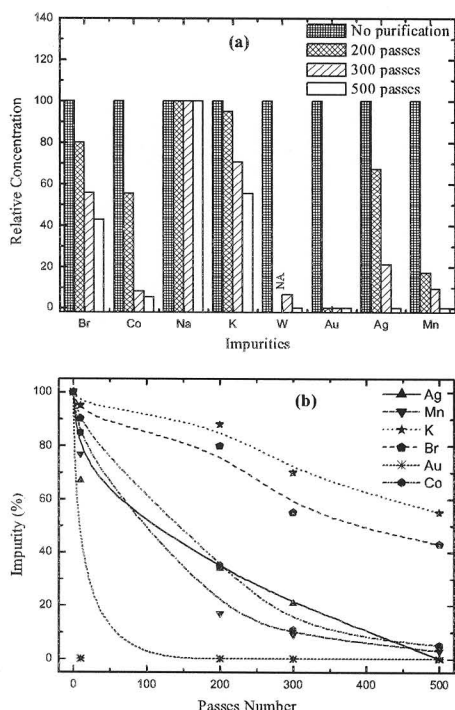 140
120
100
80
60
40
20
0
Relative Concentration
(a)
No purification
200 passes
300 passes
500 passes
NA
Br Co Na K W Au Ag Mn
Impurities
100
80
60
40
20
0
Impurity (%)
(b)
Ag
Mn
K
Br
Au
Co
0 100 200 300 400 500
Passes Number